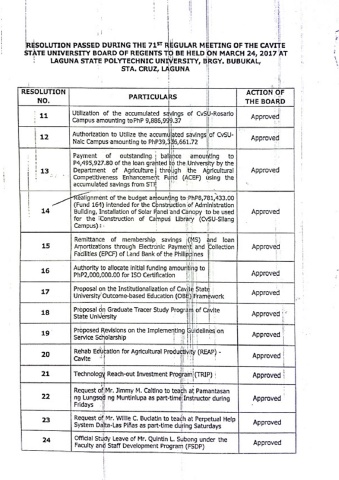 RESOLUTION PASSED DURING THE 71ST REGULAR MEETING OF THE CAVITE
STATE UNIVERSITY BOARD OF REGENTS TO BE HELD ON MARCH 24, 2017 AT
LAGUNA STATE POLYTECHNIC UNIVERSITY, BRGY. BUBUKAL,
STA. CRUZ, LAGUNA
RESOLUTION NO. PARTICULARS ACTION OF THE BOARD
11 Utilization of the accumulated savings of CvSU-Rosario Approved
Campus amounting to PhP 9,886,999.37
12 Authorization to Utilize the accumulated savings of CvSU- Approved
Naic Campus amounting to PhP39,336,661.72
Payment of outstanding balance amounting to
P4,495,927.80 of the loan granted to the University by the
13 Department of Agriculture through the Agricultural Approved
Competitiveness Enhancement Fund (ACEF) using the
accumulated savings from STF
Realignment of the budget amounting to PhP8,781,433.00
(Fund 164) intended for the Construction of Administration
14 Building, Installation of Solar Panel and Canopy to be used Approved
for the Construction of Campus Library (CvSU-Silang
Campus)
Remittance of membership savings (MS) and loan
15 Amortizations through Electronic Payment and Collection Approved
Facilities (EPCF) of Land Bank of the Philippines
16 Authority to allocate initial funding amounting to Approved
PhP2,000,000.00 for ISO Certification
17 Proposal on the Institutionalization of Cavite State Approved
University Outcome-based Education (OBE) Framework
18 Proposal on Graduate Tracer Study Program of Cavite Approved
State University
19 Proposed Revisions on the Implementing Guidelines on Approved
Service Scholarship
20 Rehab Education for Agricultural Productivity (REAP) - Approved
Cavite
21 Technology Reach-out Investment Program (TRIP) Approved
Request of Mr. Jimmy M. Caltino to teach at Pamantasan
22 ng Lungsod ng Muntinlupa as part-time Instructor during Approved
Fridays
23 Request of Mr. Willie C. Buclatin to teach at Perpetual Help Approved
System Dalta-Las Piñas as part-time during Saturdays
24 Official Study Leave of Mr. Quintin L. Subong under the Approved
Faculty and Staff Development Program (FSDP)